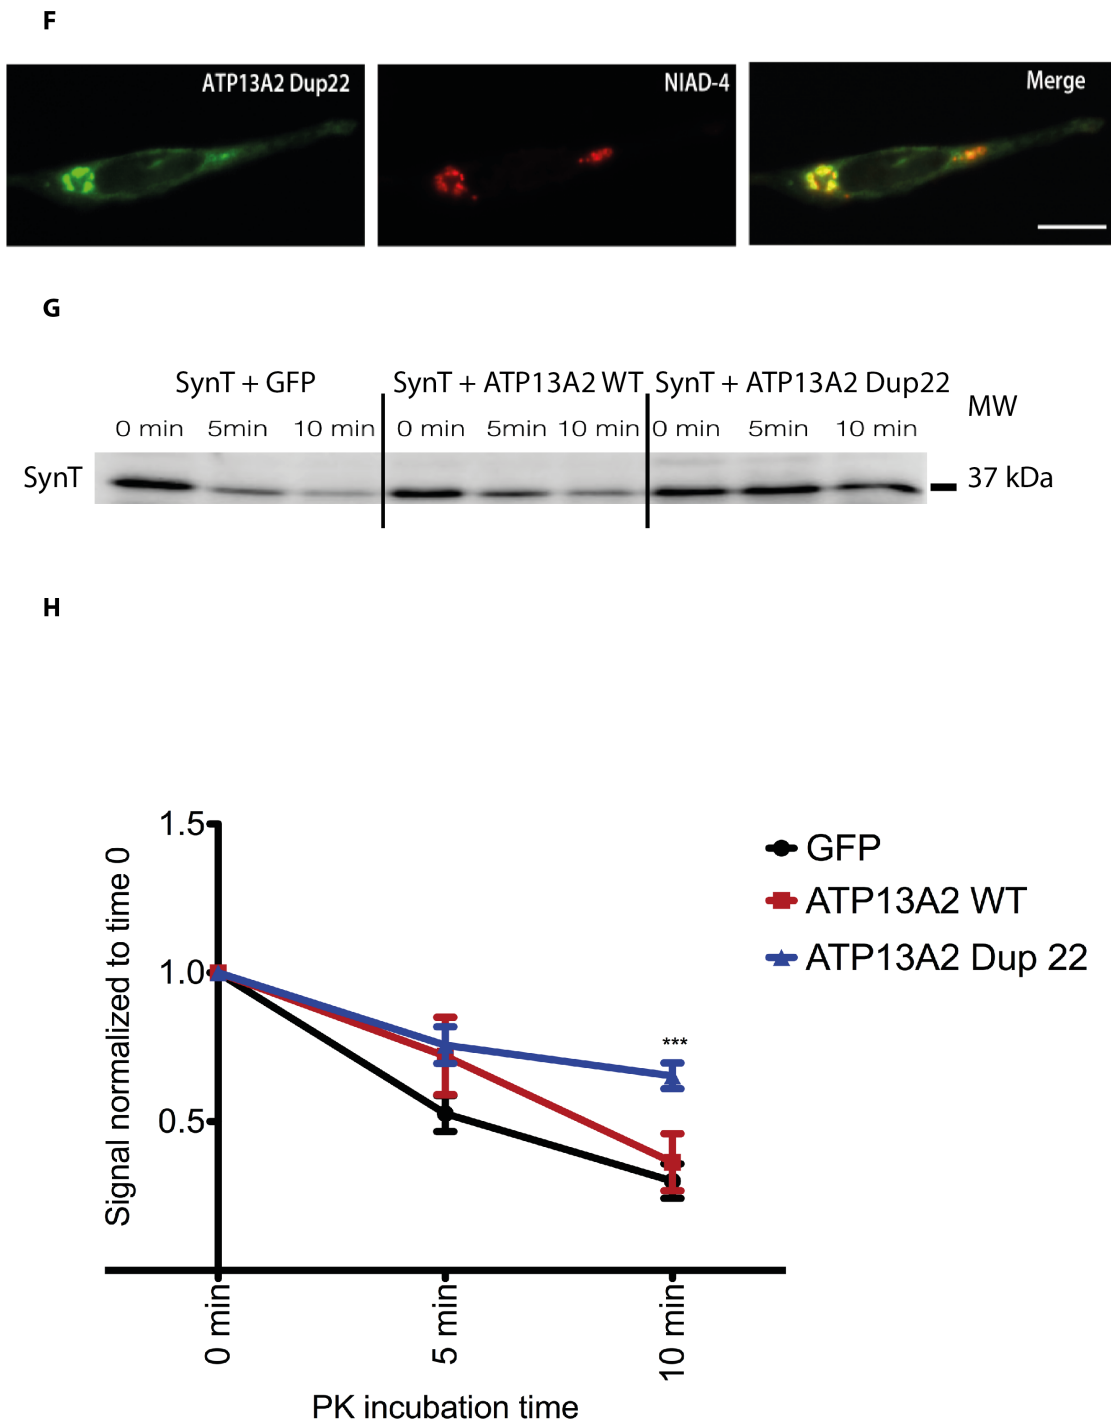 F
ATP13A2 Dup22
NIAD-4
Merge
G
SynT + GFP
SynT + ATP13A2 WT
SynT + ATP13A2 Dup22
MW
0 min 5min 10 min 0 min 5min 10 min 0 min 5min 10 min
SynT
37 kDa
H
1.5
1.0
0.5
Signal normalized to time 0
***
GFP
ATP13A2 WT
ATP13A2 Dup 22
0 min
5 min
10 min
PK incubation time